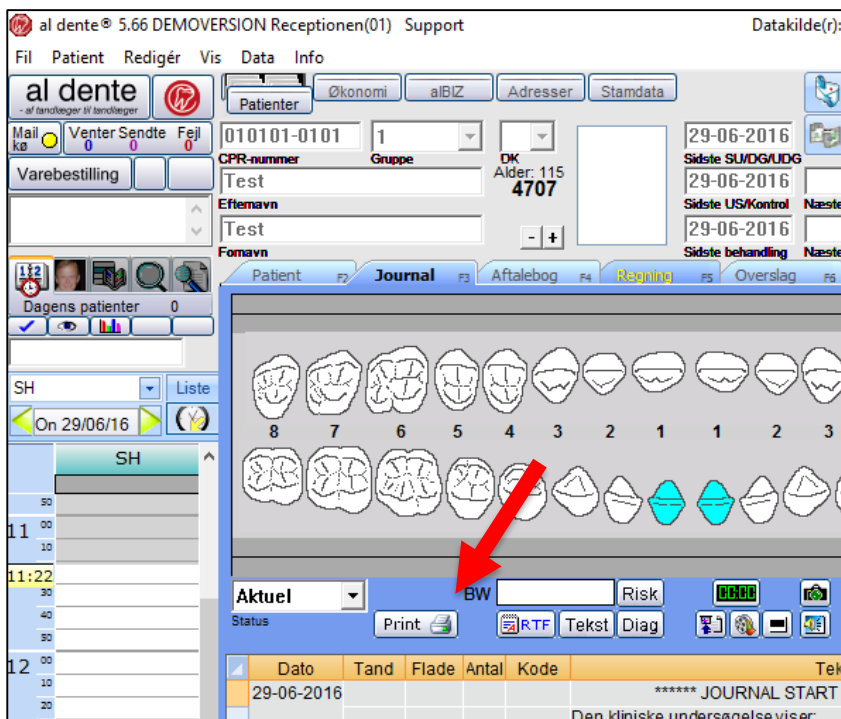 al dente® 5.66 DEMOVERSION Receptionen(01) Support Datakilde(r):
Fil Patient Redigér Vis Data Info
al dente
- af tandlæger til tandlæger
Patienter Økonomi alBIZ Adresser Stamdata
Mail kø Venter Sendte Fejl
0 0 0
Varebestilling
010101-0101 1 29-06-2016
CPR-nummer Gruppe DK Sidste SU/DG/UDG
Alder: 115
4707
Test 29-06-2016
Efternavn Sidste US/Kontrol Næste
Test - + 29-06-2016
Fornavn Sidste behandling Næste
Patient F2 Journal F3 Aftalebog F4 Regning F5 Overslag F6
Dagens patienter 0
SH Liste
On 29/06/16
8 7 6 5 4 3 2 1 1 2 3
SH
50
11 00
10
11:22
30
40
50
12 00
10
20
Aktuel BW Risk
Status Print RTF Tekst Diag
Dato Tand Flade Antal Kode Tek
29-06-2016 ****** JOURNAL START
Den kliniske undersøgelse viser: